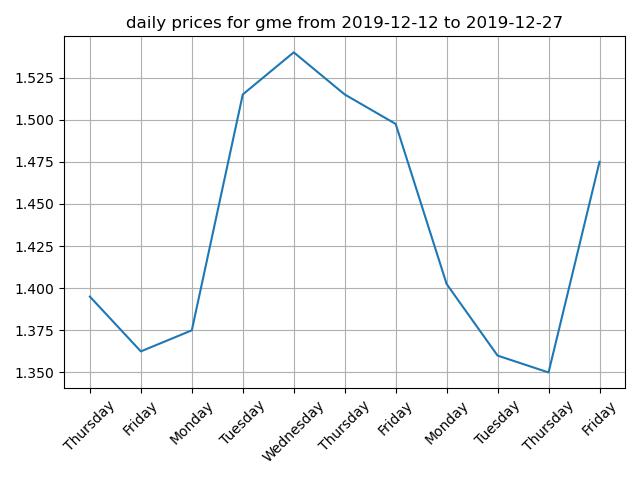 daily prices for gme from 2019-12-12 to 2019-12-27
1.525
1.500
1.475
1.450
1.425
1.400
1.375
1.350
Thursday
Friday
Monday
Tuesday
Wednesday
Thursday
Friday
Monday
Tuesday
Thursday
Friday